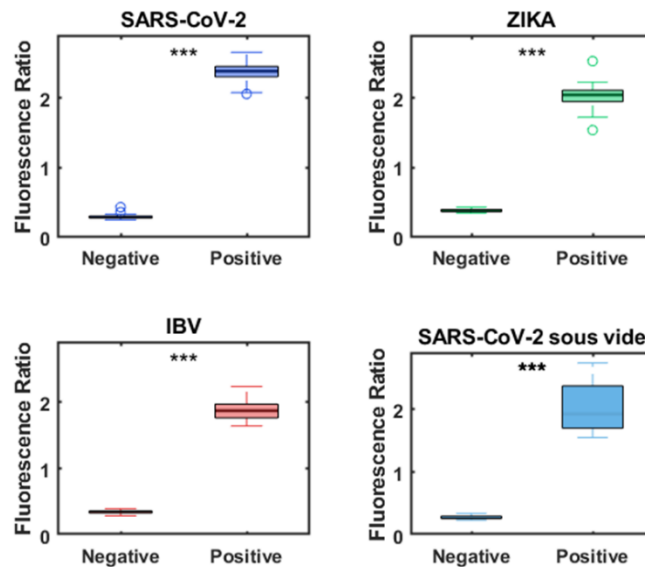 SARS-CoV-2
***
Fluorescence Ratio
2
1
0
Negative Positive
ZIKA
***
Fluorescence Ratio
2
1
0
Negative Positive
IBV
***
Fluorescence Ratio
2
1
0
Negative Positive
SARS-CoV-2 sous vide
***
Fluorescence Ratio
2
1
0
Negative Positive